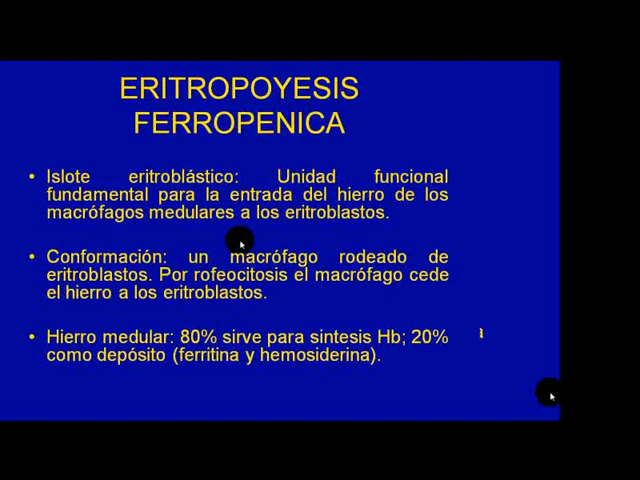 ERITROPOYESIS
FERROPENICA
• Islote eritroblástico: Unidad funcional
fundamental para la entrada del hierro de los
macrófagos medulares a los eritroblastos.
• Conformación: un macrófago rodeado de
eritroblastos. Por rofeocitosis el macrófago cede
el hierro a los eritroblastos.
• Hierro medular: 80% sirve para sintesis Hb; 20%
como depósito (ferritina y hemosiderina).